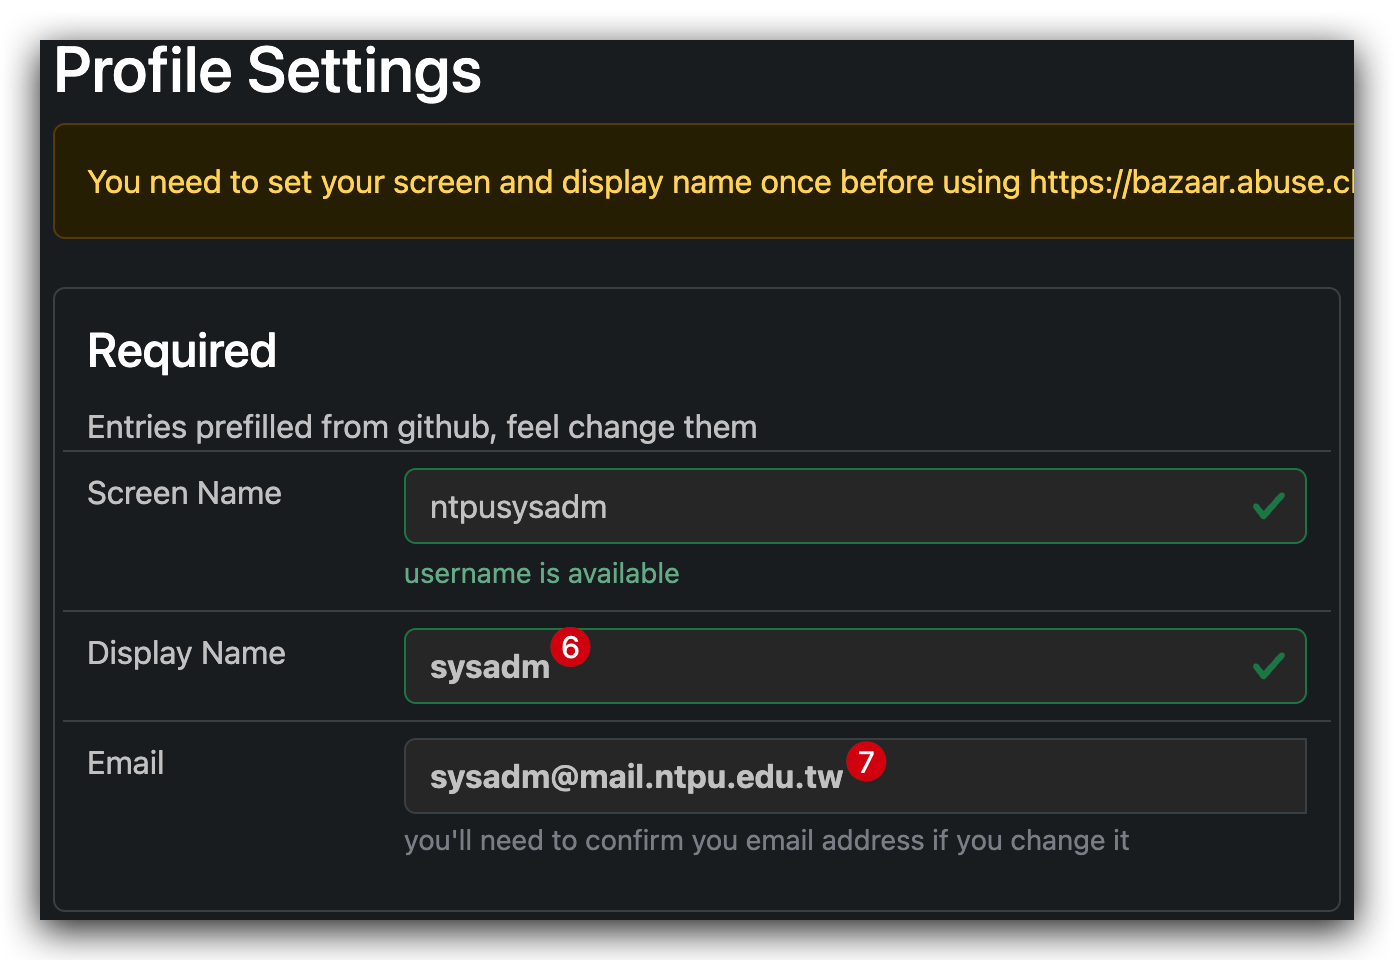 Profile Settings
You need to set your screen and display name once before using https://bazaar.abuse.c
Required
Entries prefilled from github, feel change them
Screen Name
ntpusysadm
username is available
Display Name
sysadm 6
Email
sysadm@mail.ntpu.edu.tw 7
you'll need to confirm you email address if you change it